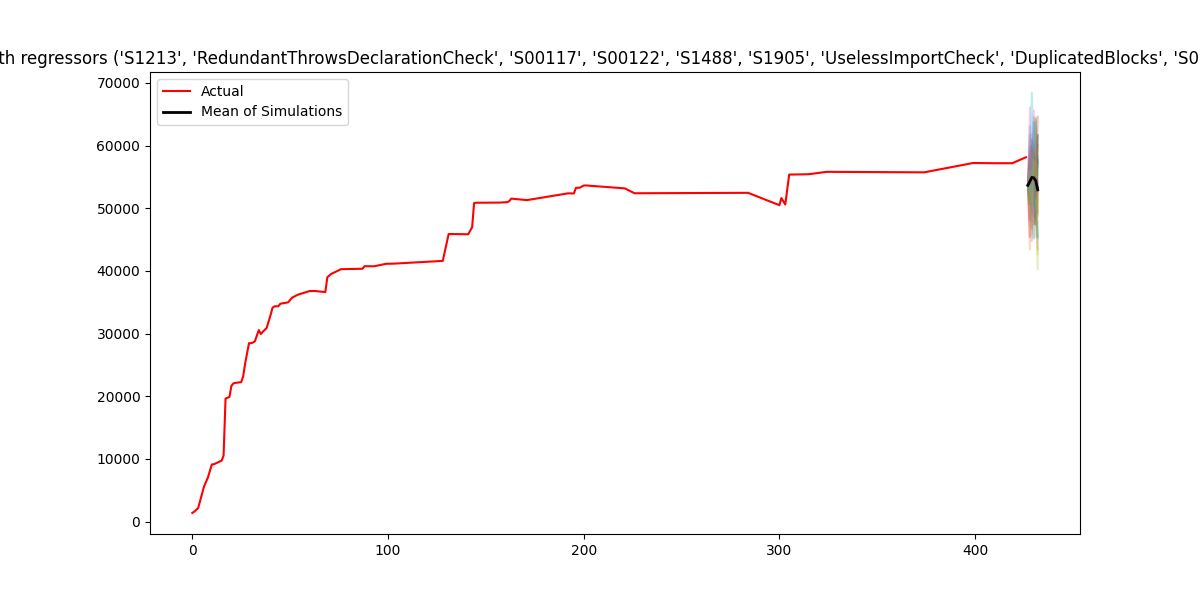 th regressors ('S1213', 'RedundantThrowsDeclarationCheck', 'S00117', 'S00122', 'S1488', 'S1905', 'UselessImportCheck', 'DuplicatedBlocks', 'S0
Actual
Mean of Simulations
70000
60000
50000
40000
30000
20000
10000
0
0 100 200 300 400